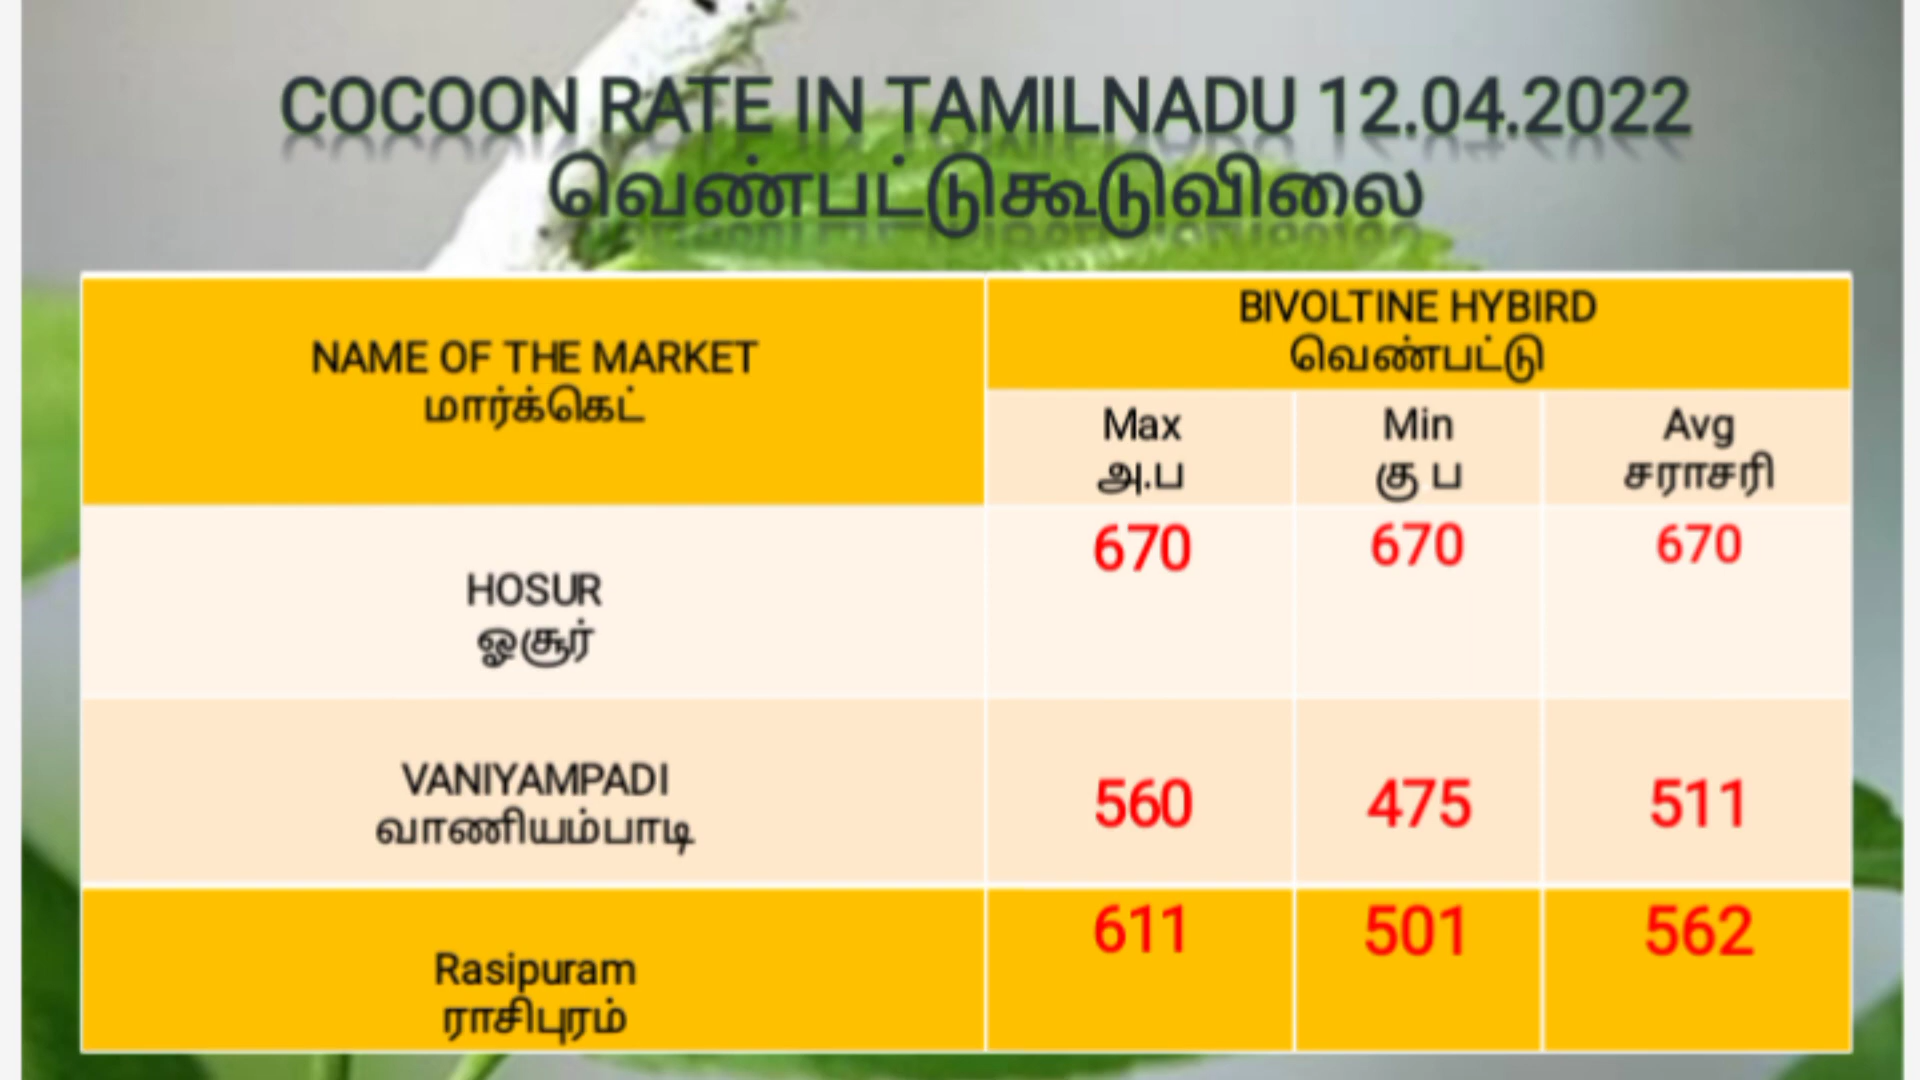 COCOON RATE IN TAMILNADU 12.04.2022
வெண்பட்டுகூடுவிலை
NAME OF THE MARKET
மார்க்கெட்
BIVOLTINE HYBIRD
வெண்பட்டு
Max Min Avg
அ.ப கு ப சராசரி
670 670 670
HOSUR
ஓசூர்
VANIYAMPADI
வாணியம்பாடி
560 475 511
611 501 562
Rasipuram
ராசிபுரம்